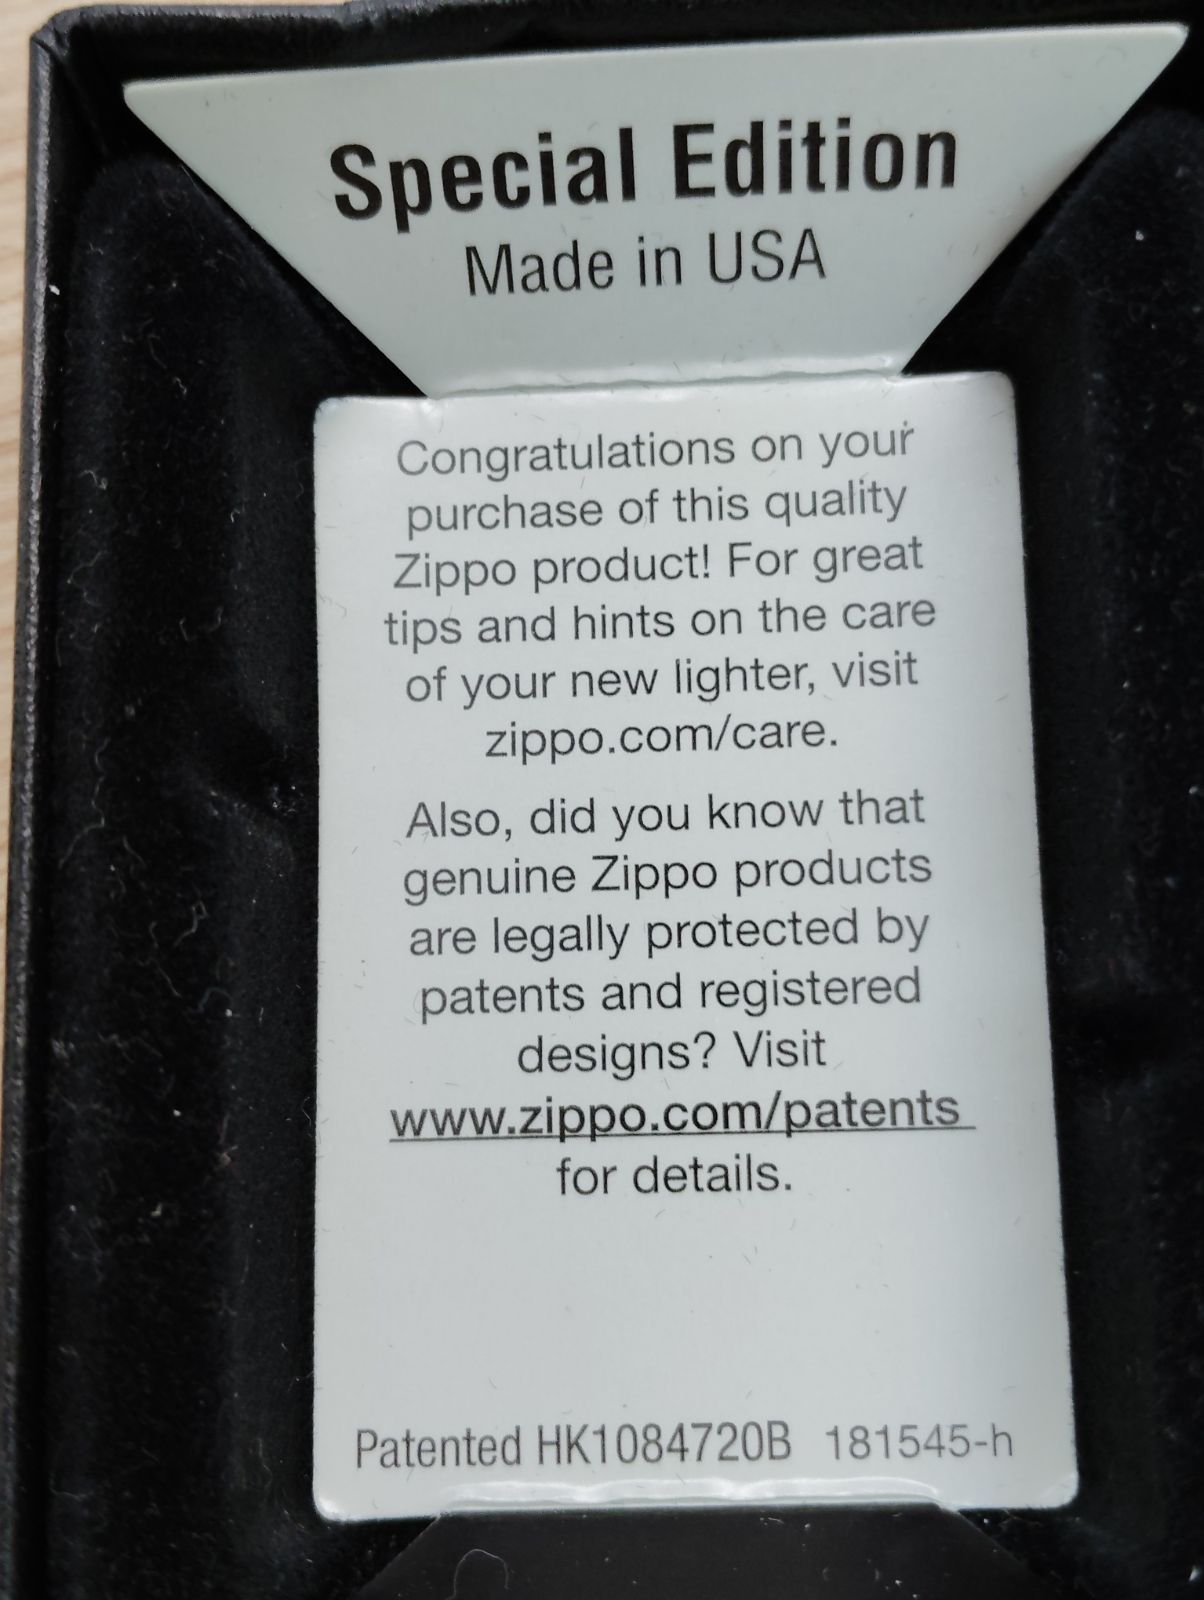 Special Edition
Made in USA
Congratulations on your
purchase of this quality
Zippo product! For great
tips and hints on the care
of your new lighter, visit
zippo.com/care.
Also, did you know that
genuine Zippo products
are legally protected by
patents and registered
designs? Visit
www.zippo.com/patents
for details.
Patented HK1084720B 181545-h